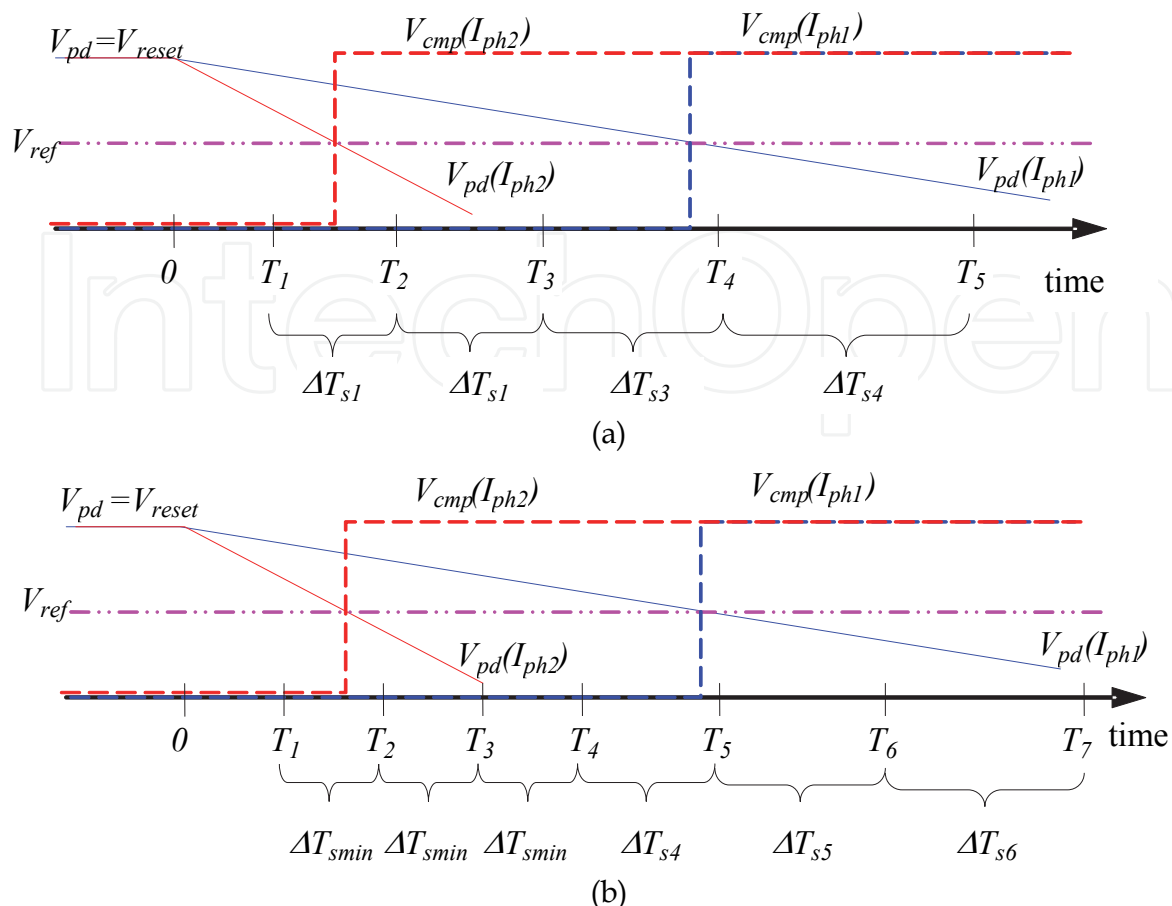 V_cmp(I_ph2) V_cmp(I_ph1)
V_pd=V_reset
V_ref
V_pd(I_ph2) V_pd(I_ph1)
0 T_1 T_2 T_3 T_4 T_5 time
IntechOpen
ΔT_s1 ΔT_s1 ΔT_s3 ΔT_s4
(a)
V_cmp(I_ph2) V_cmp(I_ph1)
V_pd=V_reset
V_ref
V_pd(I_ph2) V_pd(I_ph1)
0 T_1 T_2 T_3 T_4 T_5 T_6 T_7 time
ΔT_smin ΔT_smin ΔT_smin ΔT_s4 ΔT_s5 ΔT_s6
(b)